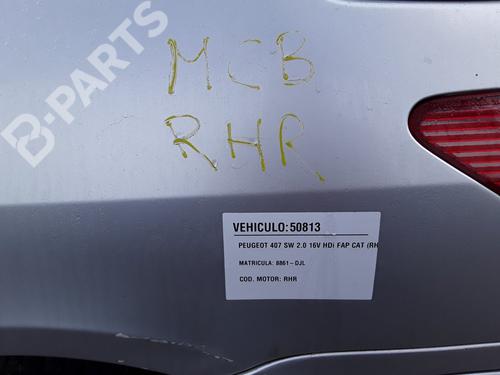 B-PARTS
MCB
RHR
VEHICULO:50813
PEUGEOT 407 SW 2.0 16V HDi FAP CAT (RH
MATRICULA: 8861-DJL
COD. MOTOR: RHR